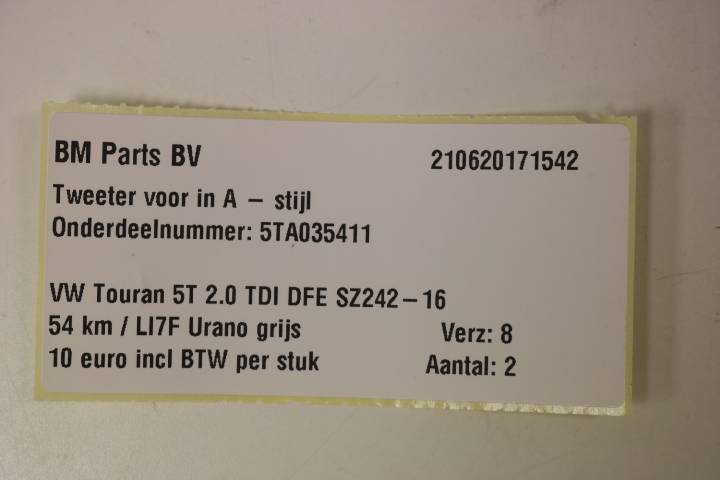 BM Parts BV 210620171542
Tweeter voor in A – stijl
Onderdeelnummer: 5TA035411
VW Touran 5T 2.0 TDI DFE SZ242–16
54 km / LI7F Urano grijs Verz: 8
10 euro incl BTW per stuk Aantal: 2